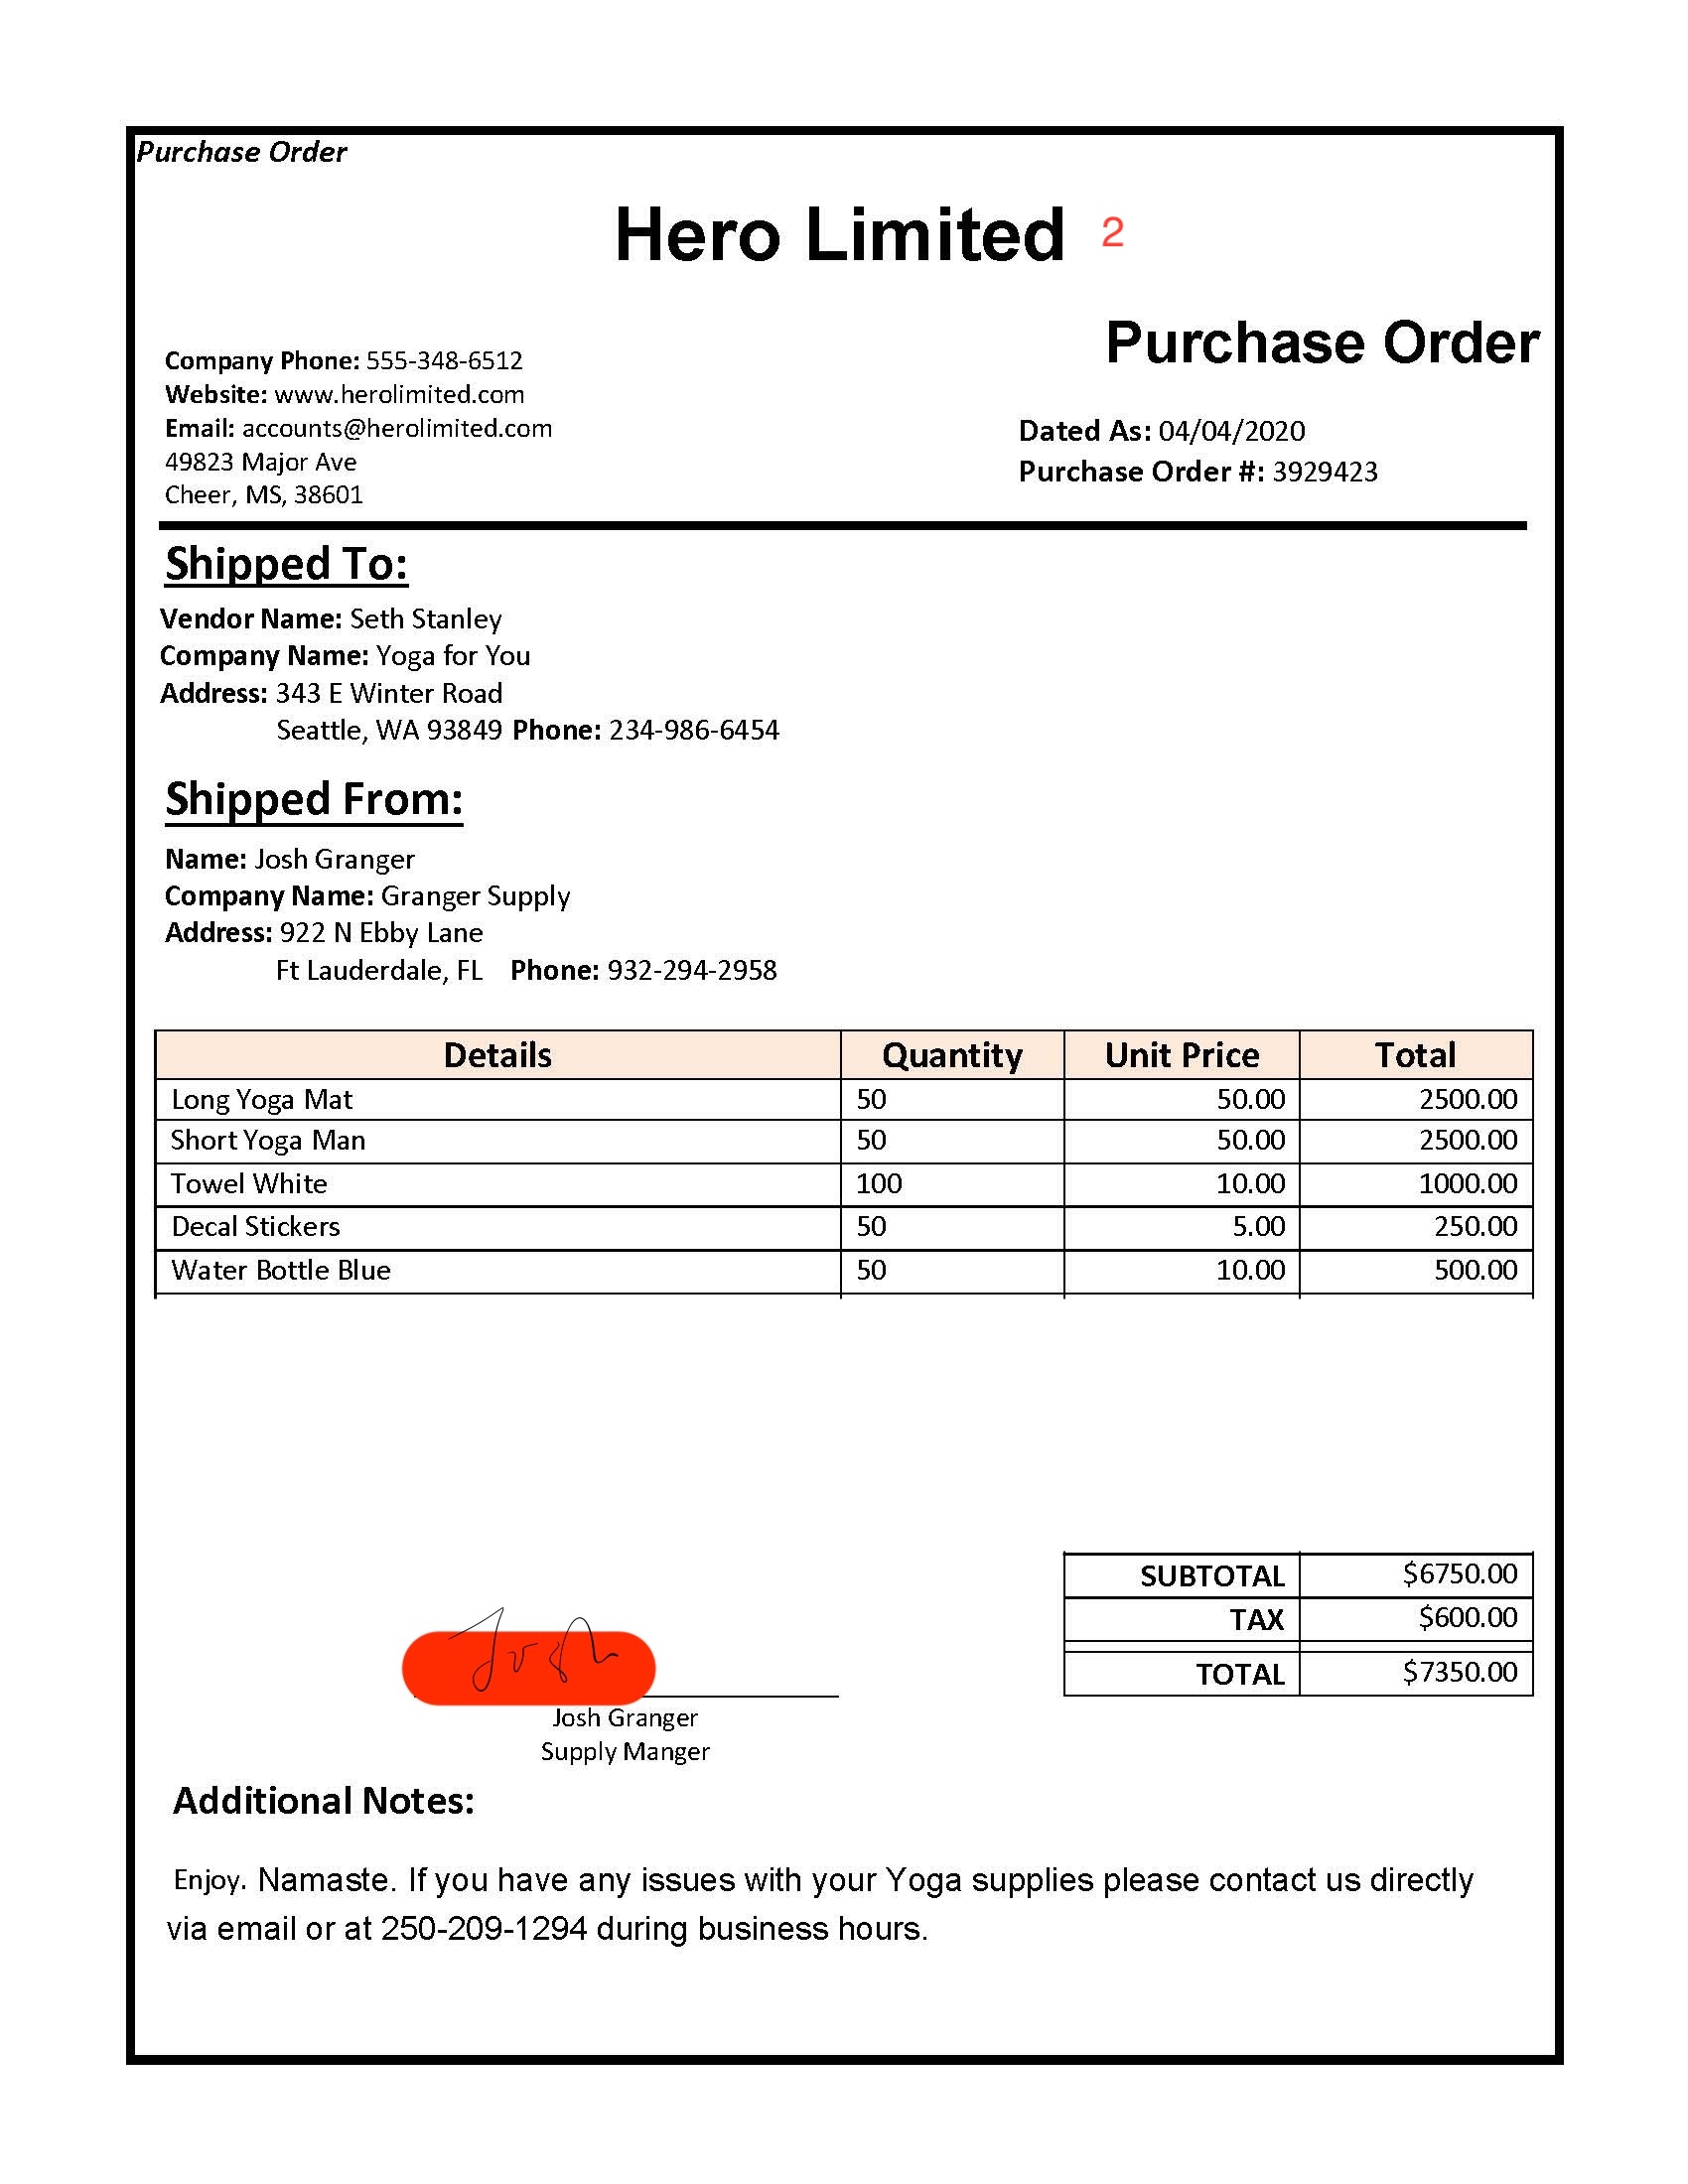 Purchase Order
Hero Limited 2
Purchase Order
Company Phone: 555-348-6512
Website: www.herolimited.com
Email: accounts@herolimited.com
49823 Major Ave
Cheer, MS, 38601
Dated As: 04/04/2020
Purchase Order #: 3929423
Shipped To:
Vendor Name: Seth Stanley
Company Name: Yoga for You
Address: 343 E Winter Road
Seattle, WA 93849 Phone: 234-986-6454
Shipped From:
Name: Josh Granger
Company Name: Granger Supply
Address: 922 N Ebby Lane
Ft Lauderdale, FL Phone: 932-294-2958
Details Quantity Unit Price Total
Long Yoga Mat 50 50.00 2500.00
Short Yoga Man 50 50.00 2500.00
Towel White 100 10.00 1000.00
Decal Stickers 50 5.00 250.00
Water Bottle Blue 50 10.00 500.00
SUBTOTAL $6750.00
TAX $600.00
TOTAL $7350.00
Josh
Josh Granger
Supply Manger
Additional Notes:
Enjoy. Namaste. If you have any issues with your Yoga supplies please contact us directly
via email or at 250-209-1294 during business hours.